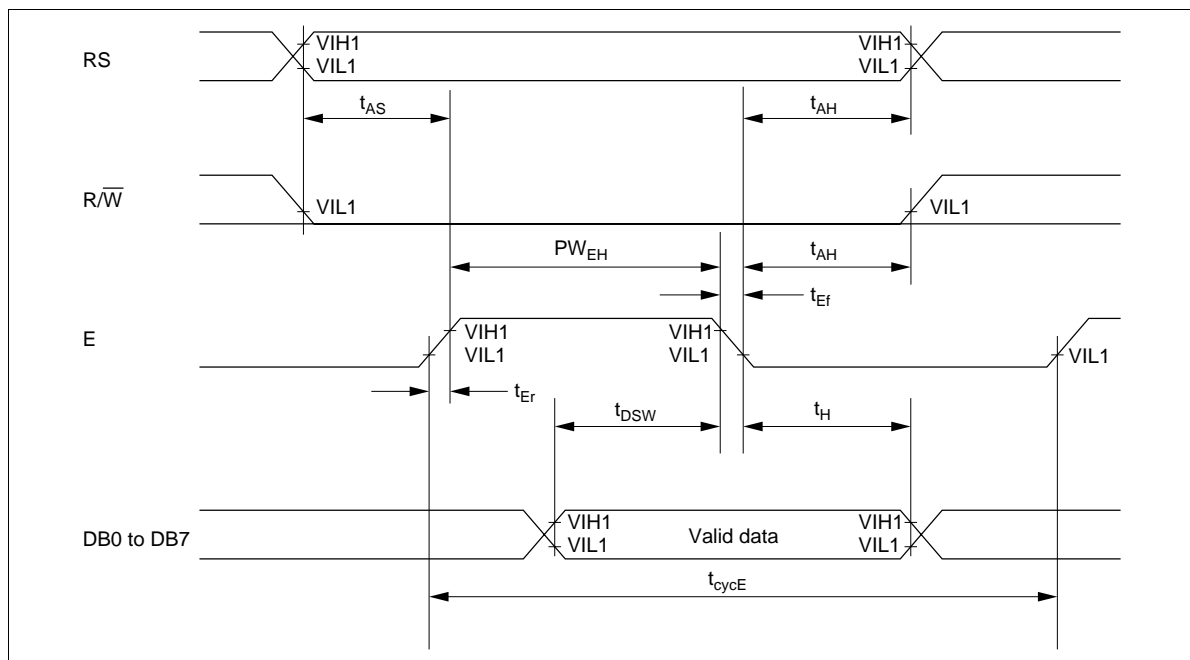 RS
VIH1
VIL1
VIH1
VIL1
tAS
tAH
R/W̅
VIL1
VIL1
PWEH
tAH
tEf
E
VIH1
VIL1
VIH1
VIL1
VIL1
tEr
tDSW
tH
DB0 to DB7
VIH1
VIL1
Valid data
VIH1
VIL1
tcycE